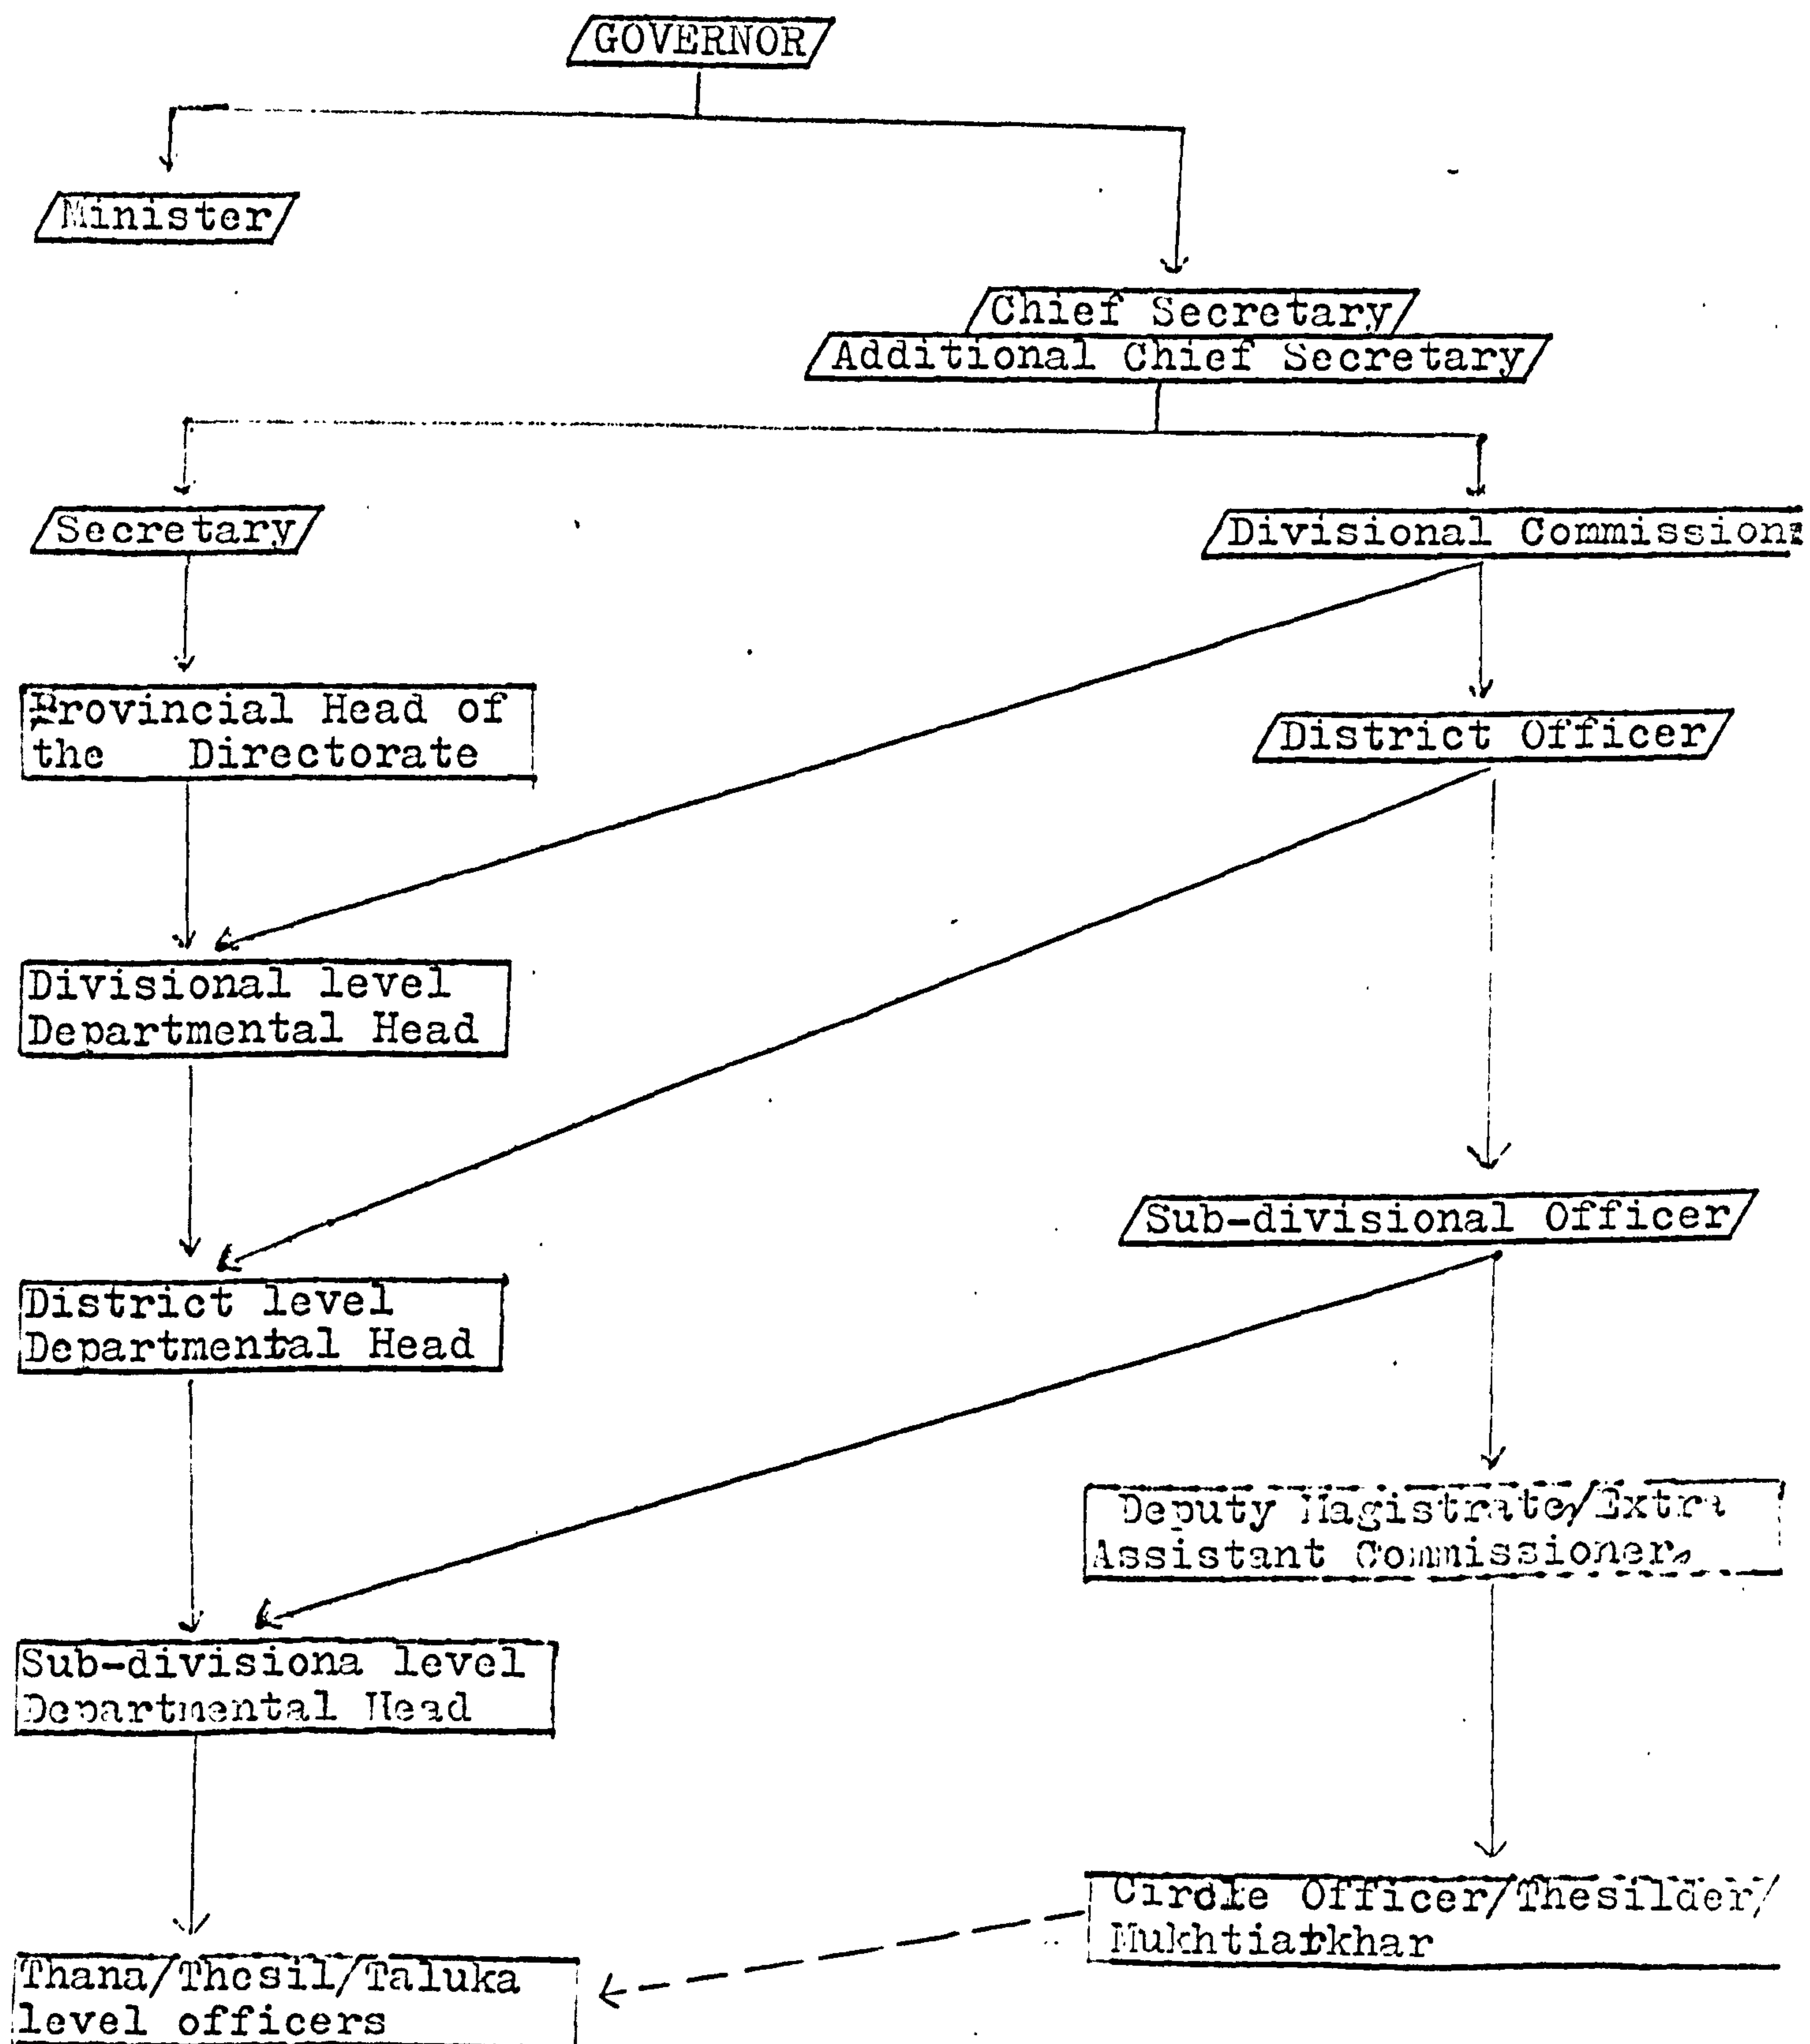 GOVERNOR
Minister
Chief Secretary
Additional Chief Secretary
Secretary
Divisional Commission
Provincial Head of
the Directorate
District Officer
Divisional level
Departmental Head
Sub-divisional Officer
District level
Departmental Head
Deputy Magistrate/Extra
Assistant Commissioner
Sub-divisiona level
Departmental Head
Circle Officer/Thesilder/
Mukhtiarkhar
Thana/Thesil/Taluka
level officers